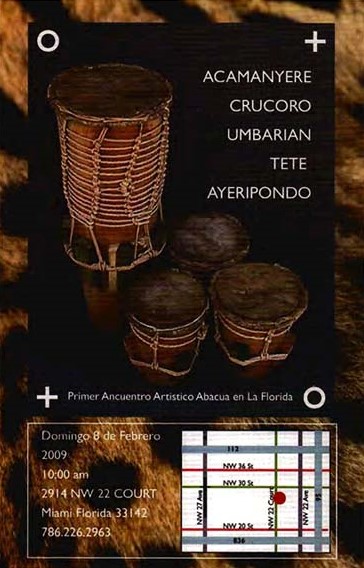 ACAMANYERE
CRUCORO
UMBARIAN
TETE
AYERIPONDO
Primer Ancuentro Artistico Abacua en La Florida
Domingo 8 de Febrero
2009
10:00 am
2914 NW 22 COURT
Miami Florida 33142
786.226.2963
112
NW 36 St
NW 30 St
NW 27 Ave
NW 22 Court
NW 22 Ave
95
NW 20 St
836